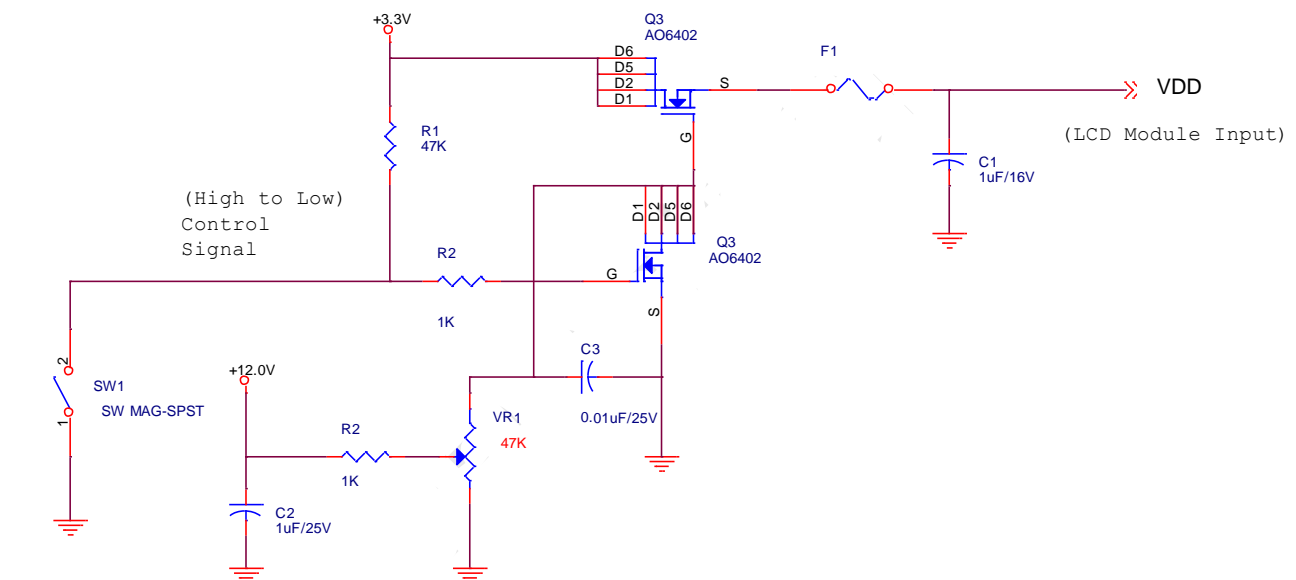 +3.3V
Q3
AO6402
D6
D5
D2
D1
S
G
F1
VDD
(LCD Module Input)
R1
47K
C1
1uF/16V
(High to Low)
Control
Signal
D1
D2
D5
D6
Q3
AO6402
R2
1K
G
S
2
1
SW1
SW MAG-SPST
+12.0V
C3
0.01uF/25V
R2
1K
VR1
47K
C2
1uF/25V